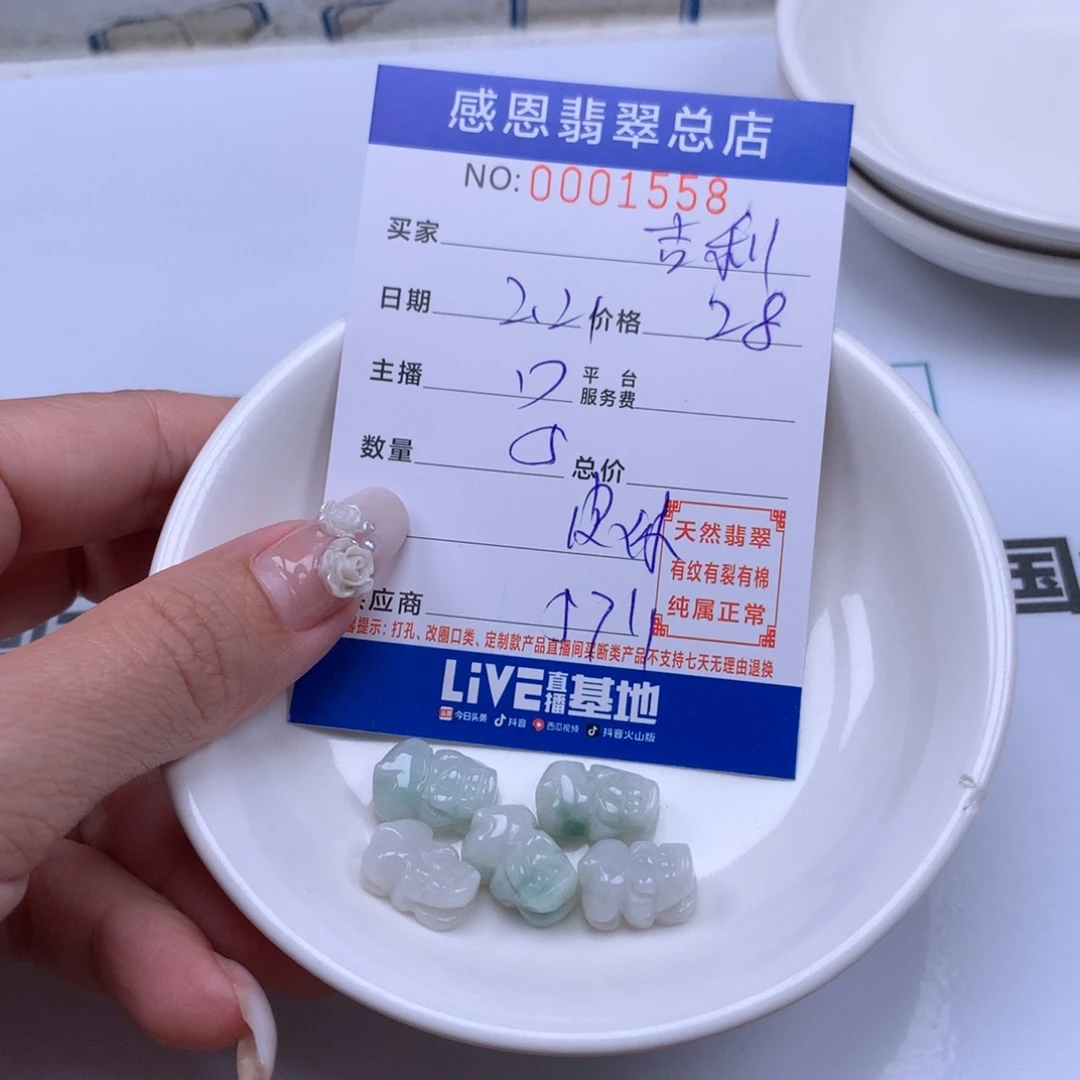 感恩翡翠总店
NO:0001558
买家 吉利
日期 2.21 价格 28
主播 平台服务费
数量 5 总价
天然翡翠
有纹有裂有棉
纯属正常
应商
提示：打孔、改圈口类、定制款产品直播间买断类产品不支持七天无理由退换
LiVE直播基地
今日头条 抖音 西瓜视频 抖音火山版
国